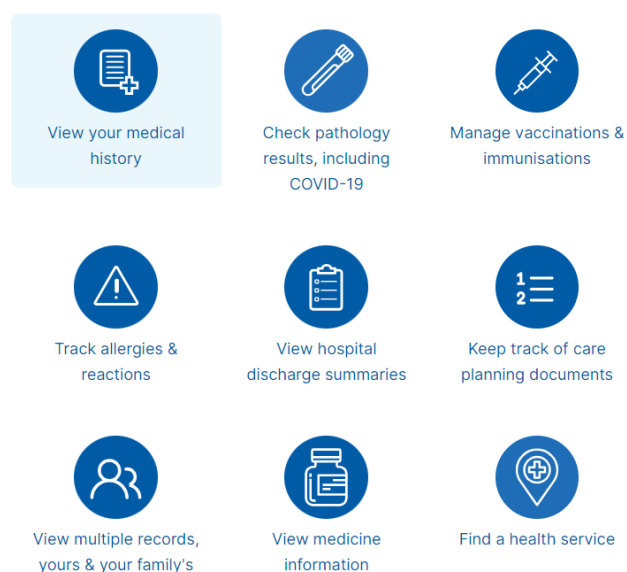 View your medical
history
Check pathology
results, including
COVID-19
Manage vaccinations &
immunisations
Track allergies &
reactions
View hospital
discharge summaries
1
2
Keep track of care
planning documents
View multiple records,
yours & your family's
View medicine
information
Find a health service